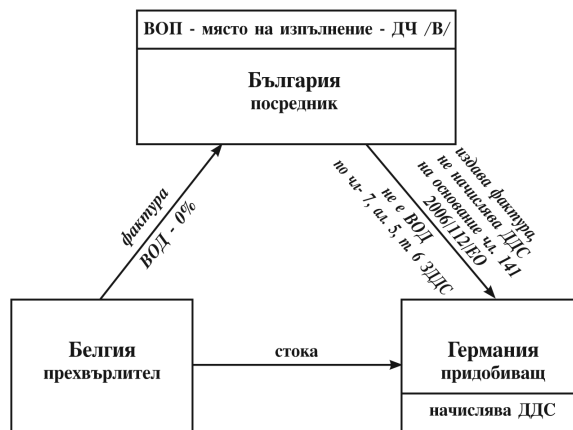 ВОП - място на изпълнение - ДЧ /В/
България
посредник
фактура
ВОД - 0%
издава фактура,
не начислява ДДС
на основание чл. 141
2006/112/ЕО
не е ВОД
по чл- 7, ал. 5, т. 6 ЗДДС
Белгия
прехвърлител
стока
Германия
придобиващ
начислява ДДС